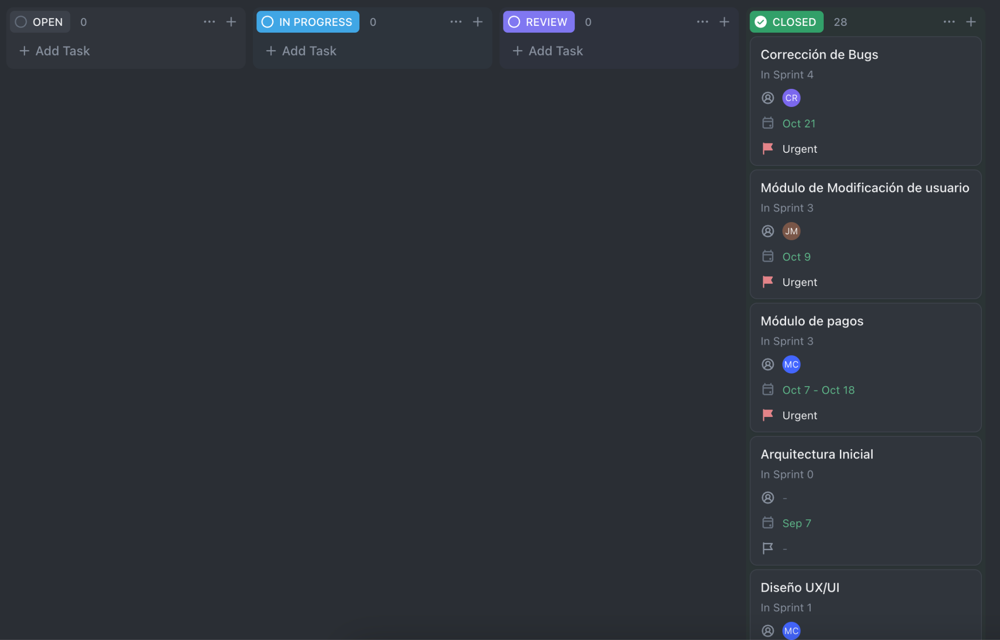 OPEN 0
+ Add Task
IN PROGRESS 0
+ Add Task
REVIEW 0
+ Add Task
CLOSED 28
Corrección de Bugs
In Sprint 4
CR
Oct 21
Urgent
Módulo de Modificación de usuario
In Sprint 3
JM
Oct 9
Urgent
Módulo de pagos
In Sprint 3
MC
Oct 7 - Oct 18
Urgent
Arquitectura Inicial
In Sprint 0
-
Sep 7
-
Diseño UX/UI
In Sprint 1
MC